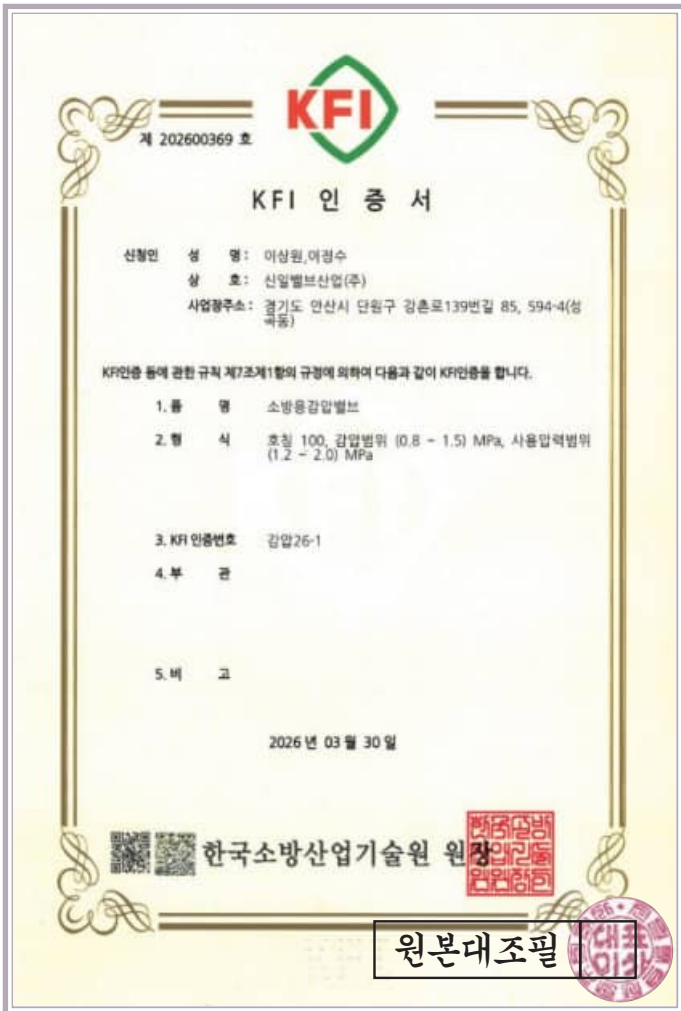 KFI
제 202600369 호
KFI 인 증 서
신청인 성 명 : 이상원,이경수
상 호 : 신일밸브산업(주)
사업장주소 : 경기도 안산시 단원구 강촌로139번길 85, 594-4(성
곡동)
KFI인증 등에 관한 규칙 제7조제1항의 규정에 의하여 다음과 같이 KFI인증을 합니다.
1. 품 명 소방용감압밸브
2. 형 식 호칭 100, 감압범위 (0.8 ~ 1.5) MPa, 사용압력범위
(1.2 ~ 2.0) MPa
3. KFI 인증번호 감압26-1
4. 부 관
5. 비 고
2026 년 03 월 30 일
한국소방산업기술원 원장
원본대조필
대표
이사